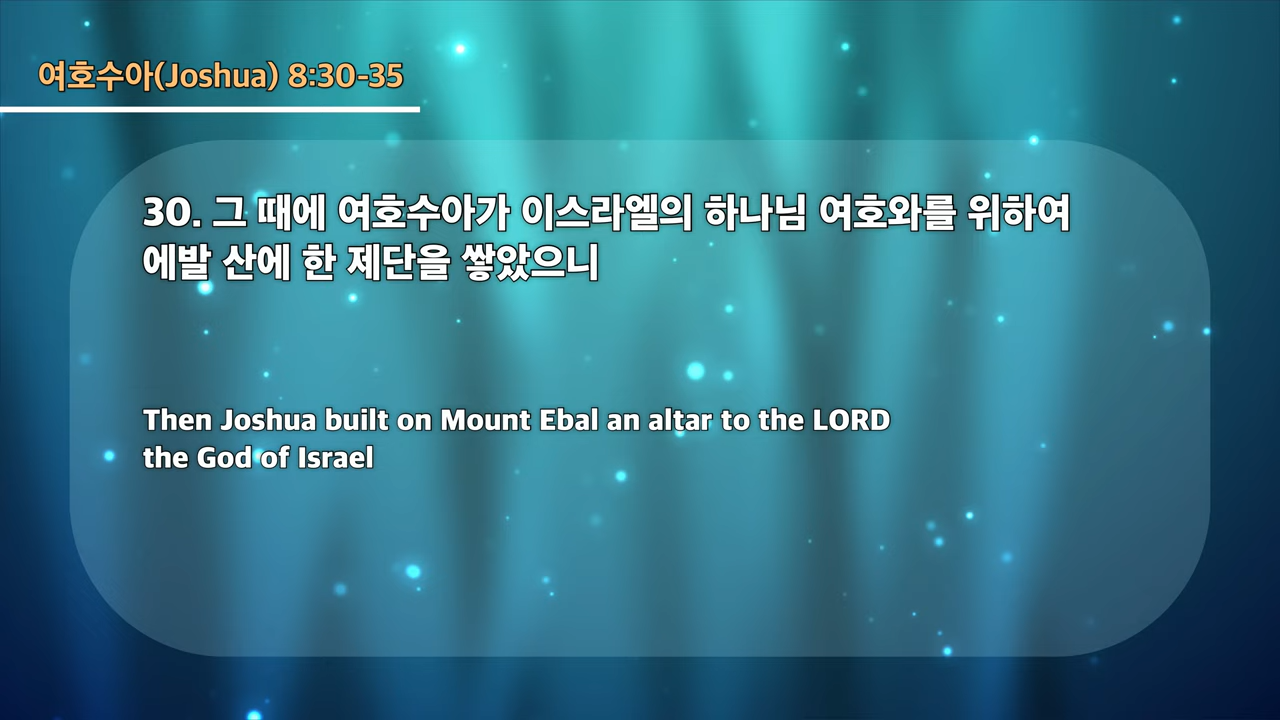 여호수아(Joshua) 8:30-35
30. 그 때에 여호수아가 이스라엘의 하나님 여호와를 위하여
에발 산에 한 제단을 쌓았으니
Then Joshua built on Mount Ebal an altar to the LORD
the God of Israel